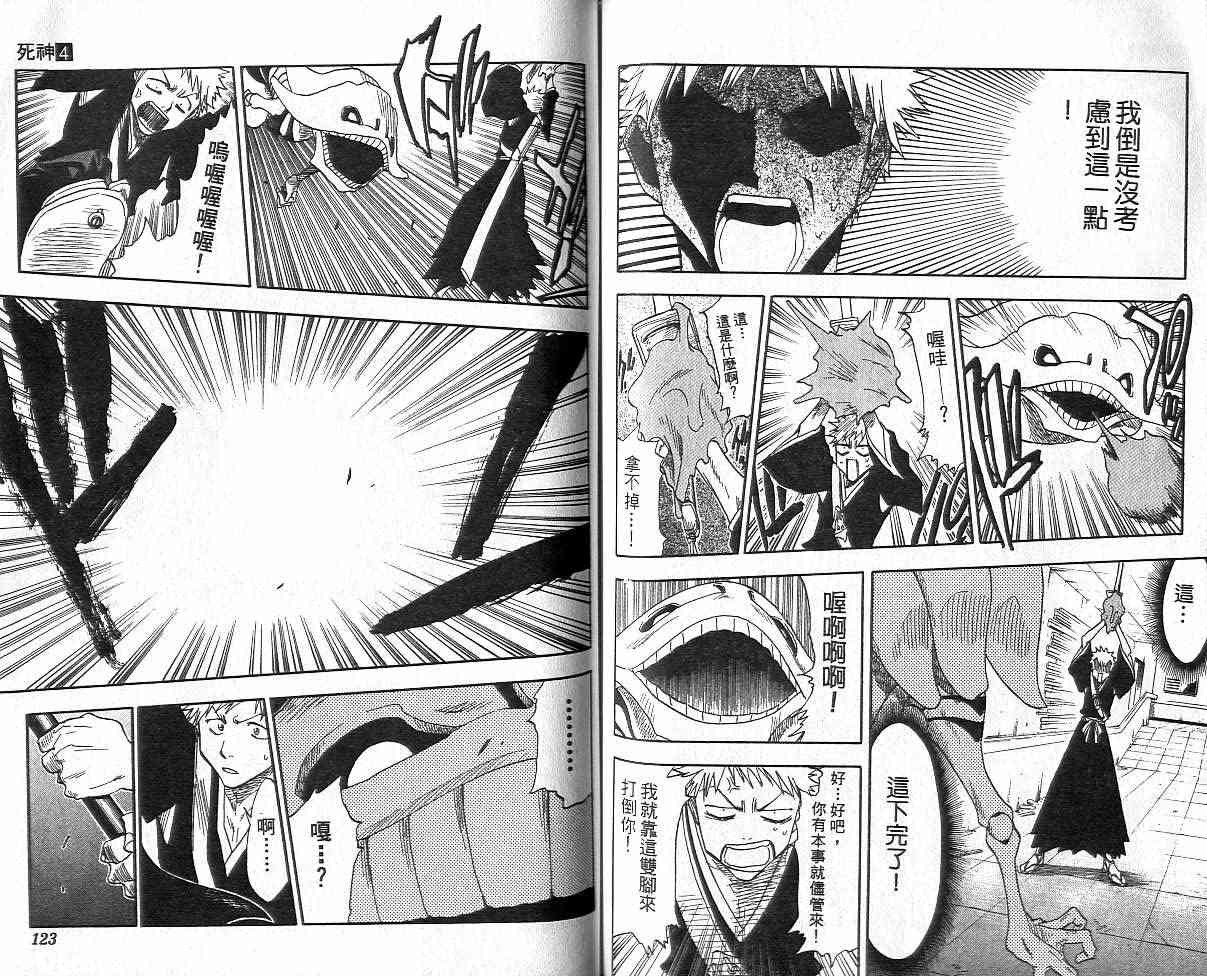 我倒是沒考
慮到這一點
！
喔哇——？
這…
這是什麼啊？
拿不掉……！
這…
這下完了！
喔啊啊啊！
好…好吧，
你有本事就儘管來！
我就靠這雙腳來
打倒你！
死神4
嗚喔喔喔喔！
………
嘎…？
啊……
123